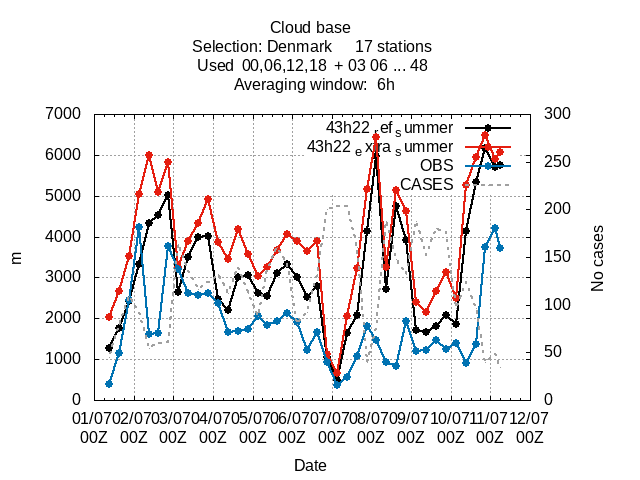 Cloud base
Selection: Denmark 17 stations
Used 00,06,12,18 + 03 06 ... 48
Averaging window: 6h
7000
6000
5000
4000
3000
2000
1000
0
m
300
250
200
150
100
50
0
No cases
43h22_ref_summer
43h22_extra_summer
OBS
CASES
01/07 02/07 03/07 04/07 05/07 06/07 07/07 08/07 09/07 10/07 11/07 12/07
00Z 00Z 00Z 00Z 00Z 00Z 00Z 00Z 00Z 00Z 00Z 00Z
Date